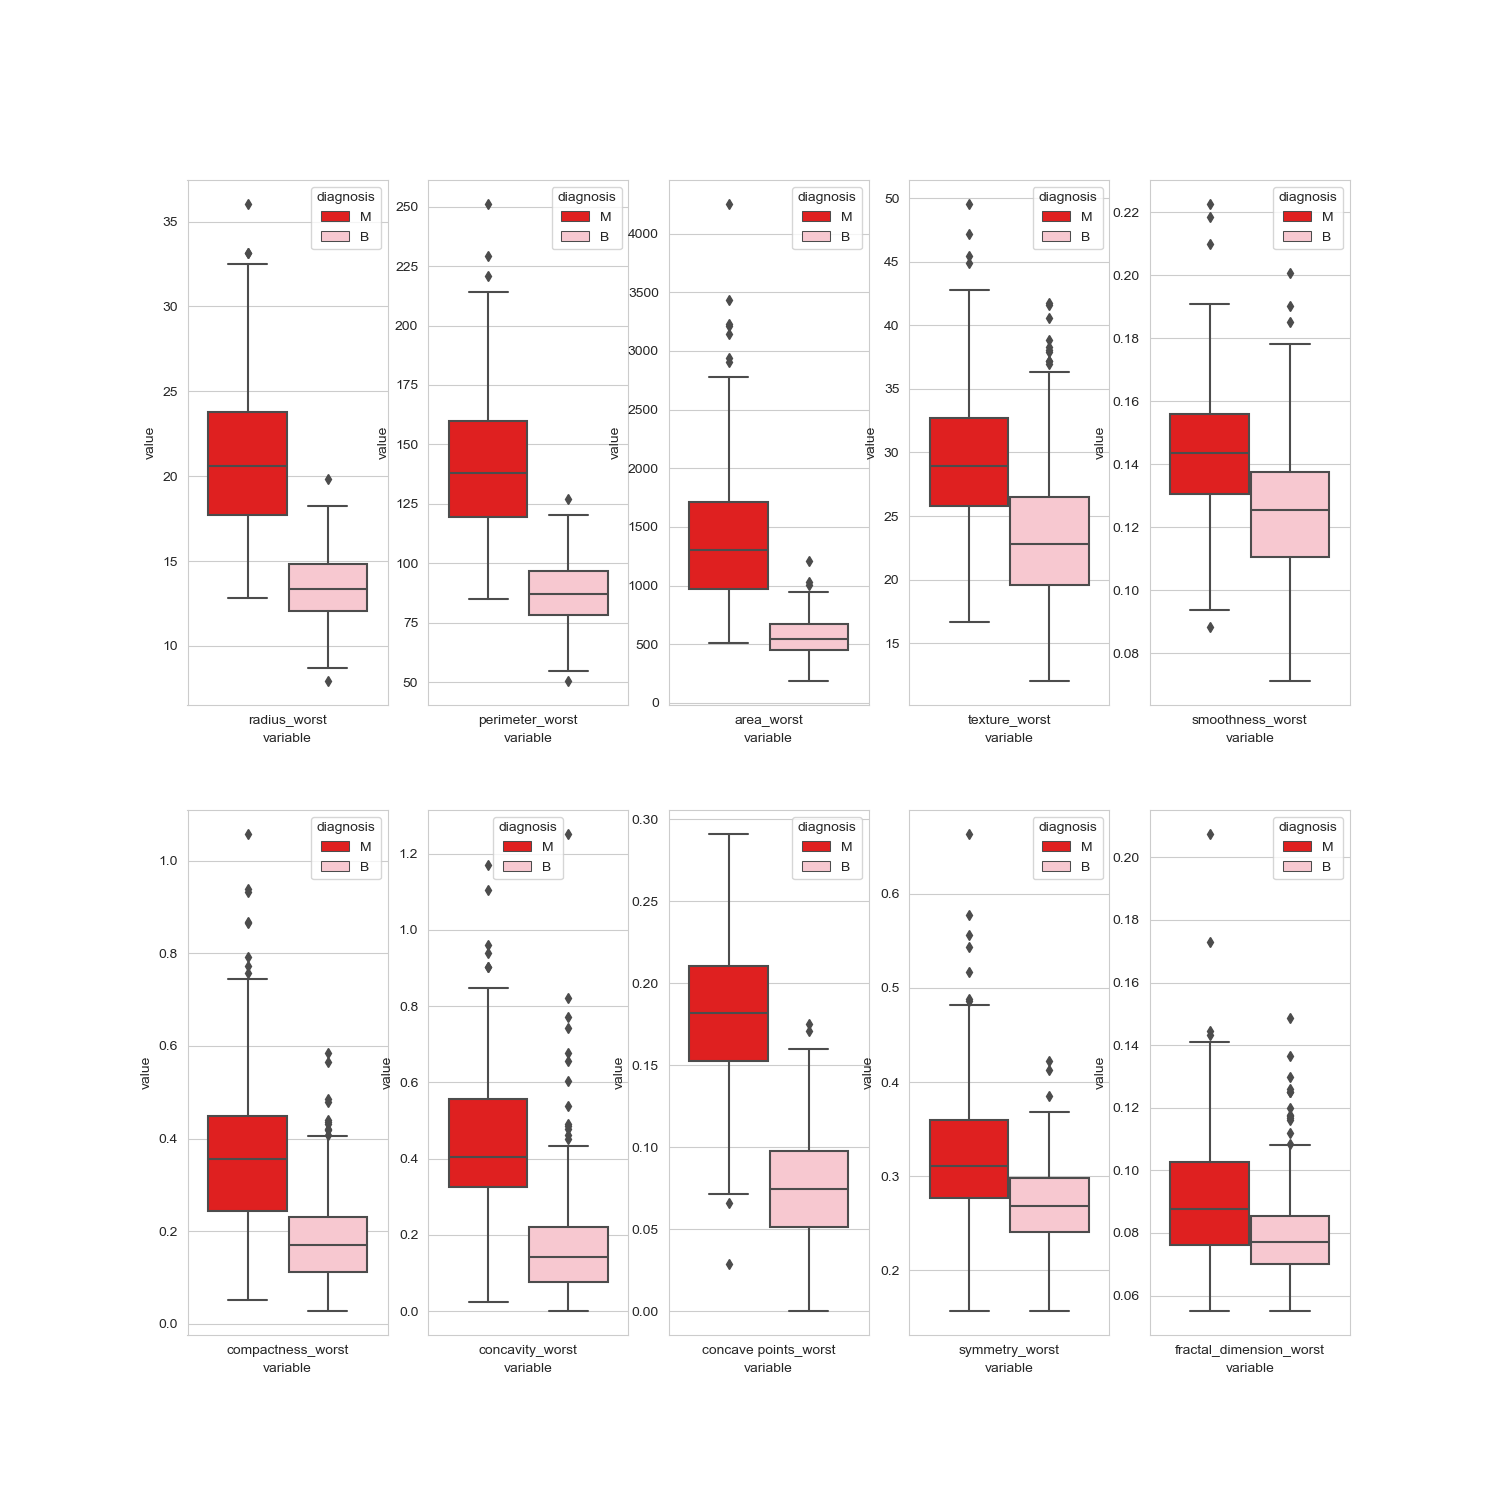 diagnosis
M
B
35
30
25
20
15
10
value
radius_worst
variable
diagnosis
M
B
250
225
200
175
150
125
100
75
50
value
perimeter_worst
variable
diagnosis
M
B
4000
3500
3000
2500
2000
1500
1000
500
0
value
area_worst
variable
diagnosis
M
B
50
45
40
35
30
25
20
15
value
texture_worst
variable
diagnosis
M
B
0.22
0.20
0.18
0.16
0.14
0.12
0.10
0.08
value
smoothness_worst
variable
diagnosis
M
B
1.0
0.8
0.6
0.4
0.2
0.0
value
compactness_worst
variable
diagnosis
M
B
1.2
1.0
0.8
0.6
0.4
0.2
0.0
value
concavity_worst
variable
diagnosis
M
B
0.30
0.25
0.20
0.15
0.10
0.05
0.00
value
concave points_worst
variable
diagnosis
M
B
0.6
0.5
0.4
0.3
0.2
value
symmetry_worst
variable
diagnosis
M
B
0.20
0.18
0.16
0.14
0.12
0.10
0.08
0.06
value
fractal_dimension_worst
variable